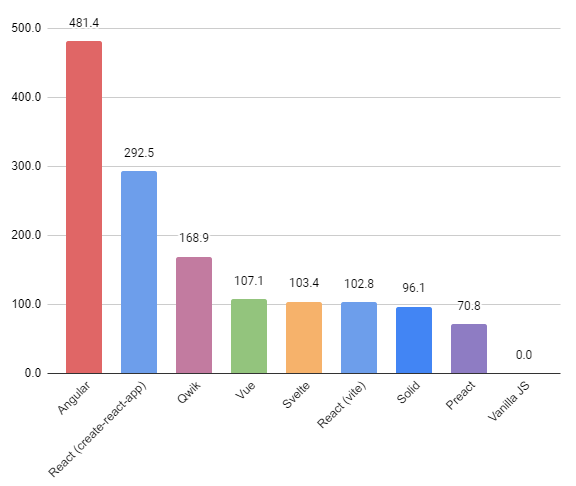 481.4
500.0
400.0
300.0
200.0
100.0
0.0
292.5
168.9
107.1
103.4
102.8
96.1
70.8
0.0
Angular
React (create-react-app)
Qwik
Vue
Svelte
React (vite)
Solid
Preact
Vanilla JS